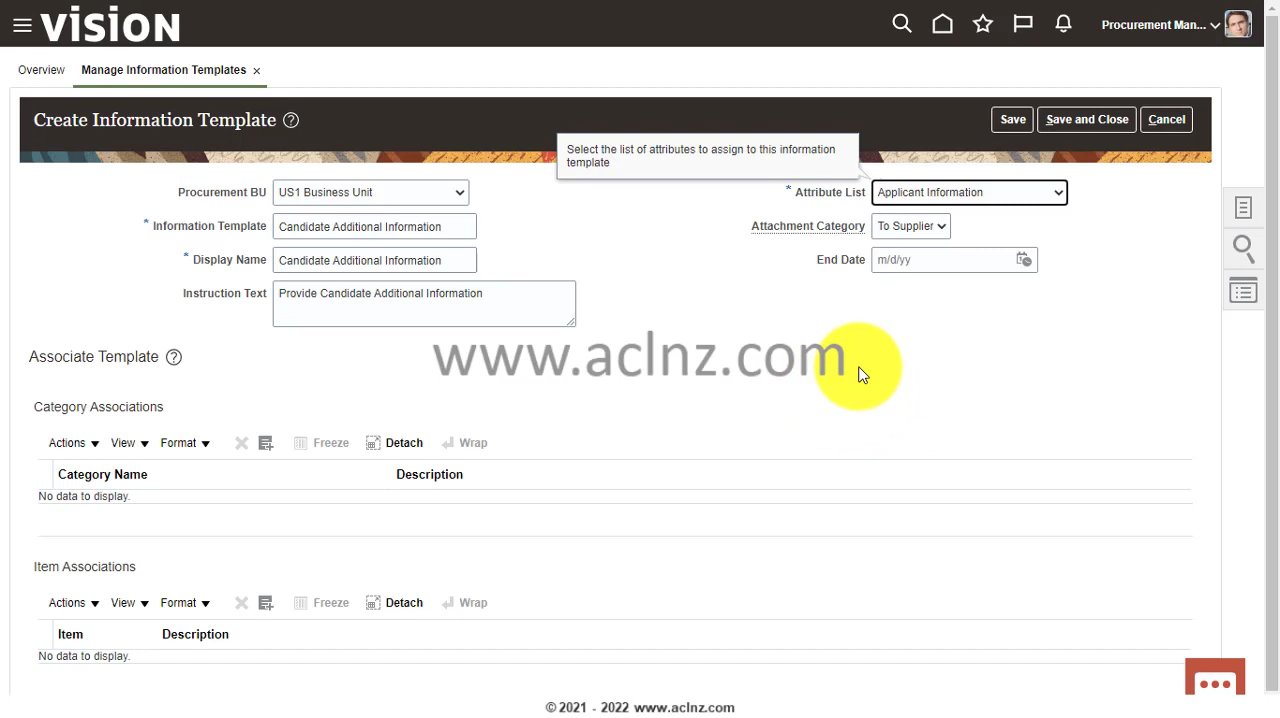 VISION
Procurement Man...
Overview
Manage Information Templates ×
Create Information Template ?
Save
Save and Close
Cancel
Select the list of attributes to assign to this information
template
Procurement BU
US1 Business Unit
* Attribute List
Applicant Information
* Information Template
Candidate Additional Information
Attachment Category
To Supplier
* Display Name
Candidate Additional Information
End Date
m/d/yy
Instruction Text
Provide Candidate Additional Information
Associate Template ?
www.aclnz.com
Category Associations
Actions
View
Format
Freeze
Detach
Wrap
Category Name
Description
No data to display.
Item Associations
Actions
View
Format
Freeze
Detach
Wrap
Item
Description
No data to display.
© 2021 - 2022 www.aclnz.com